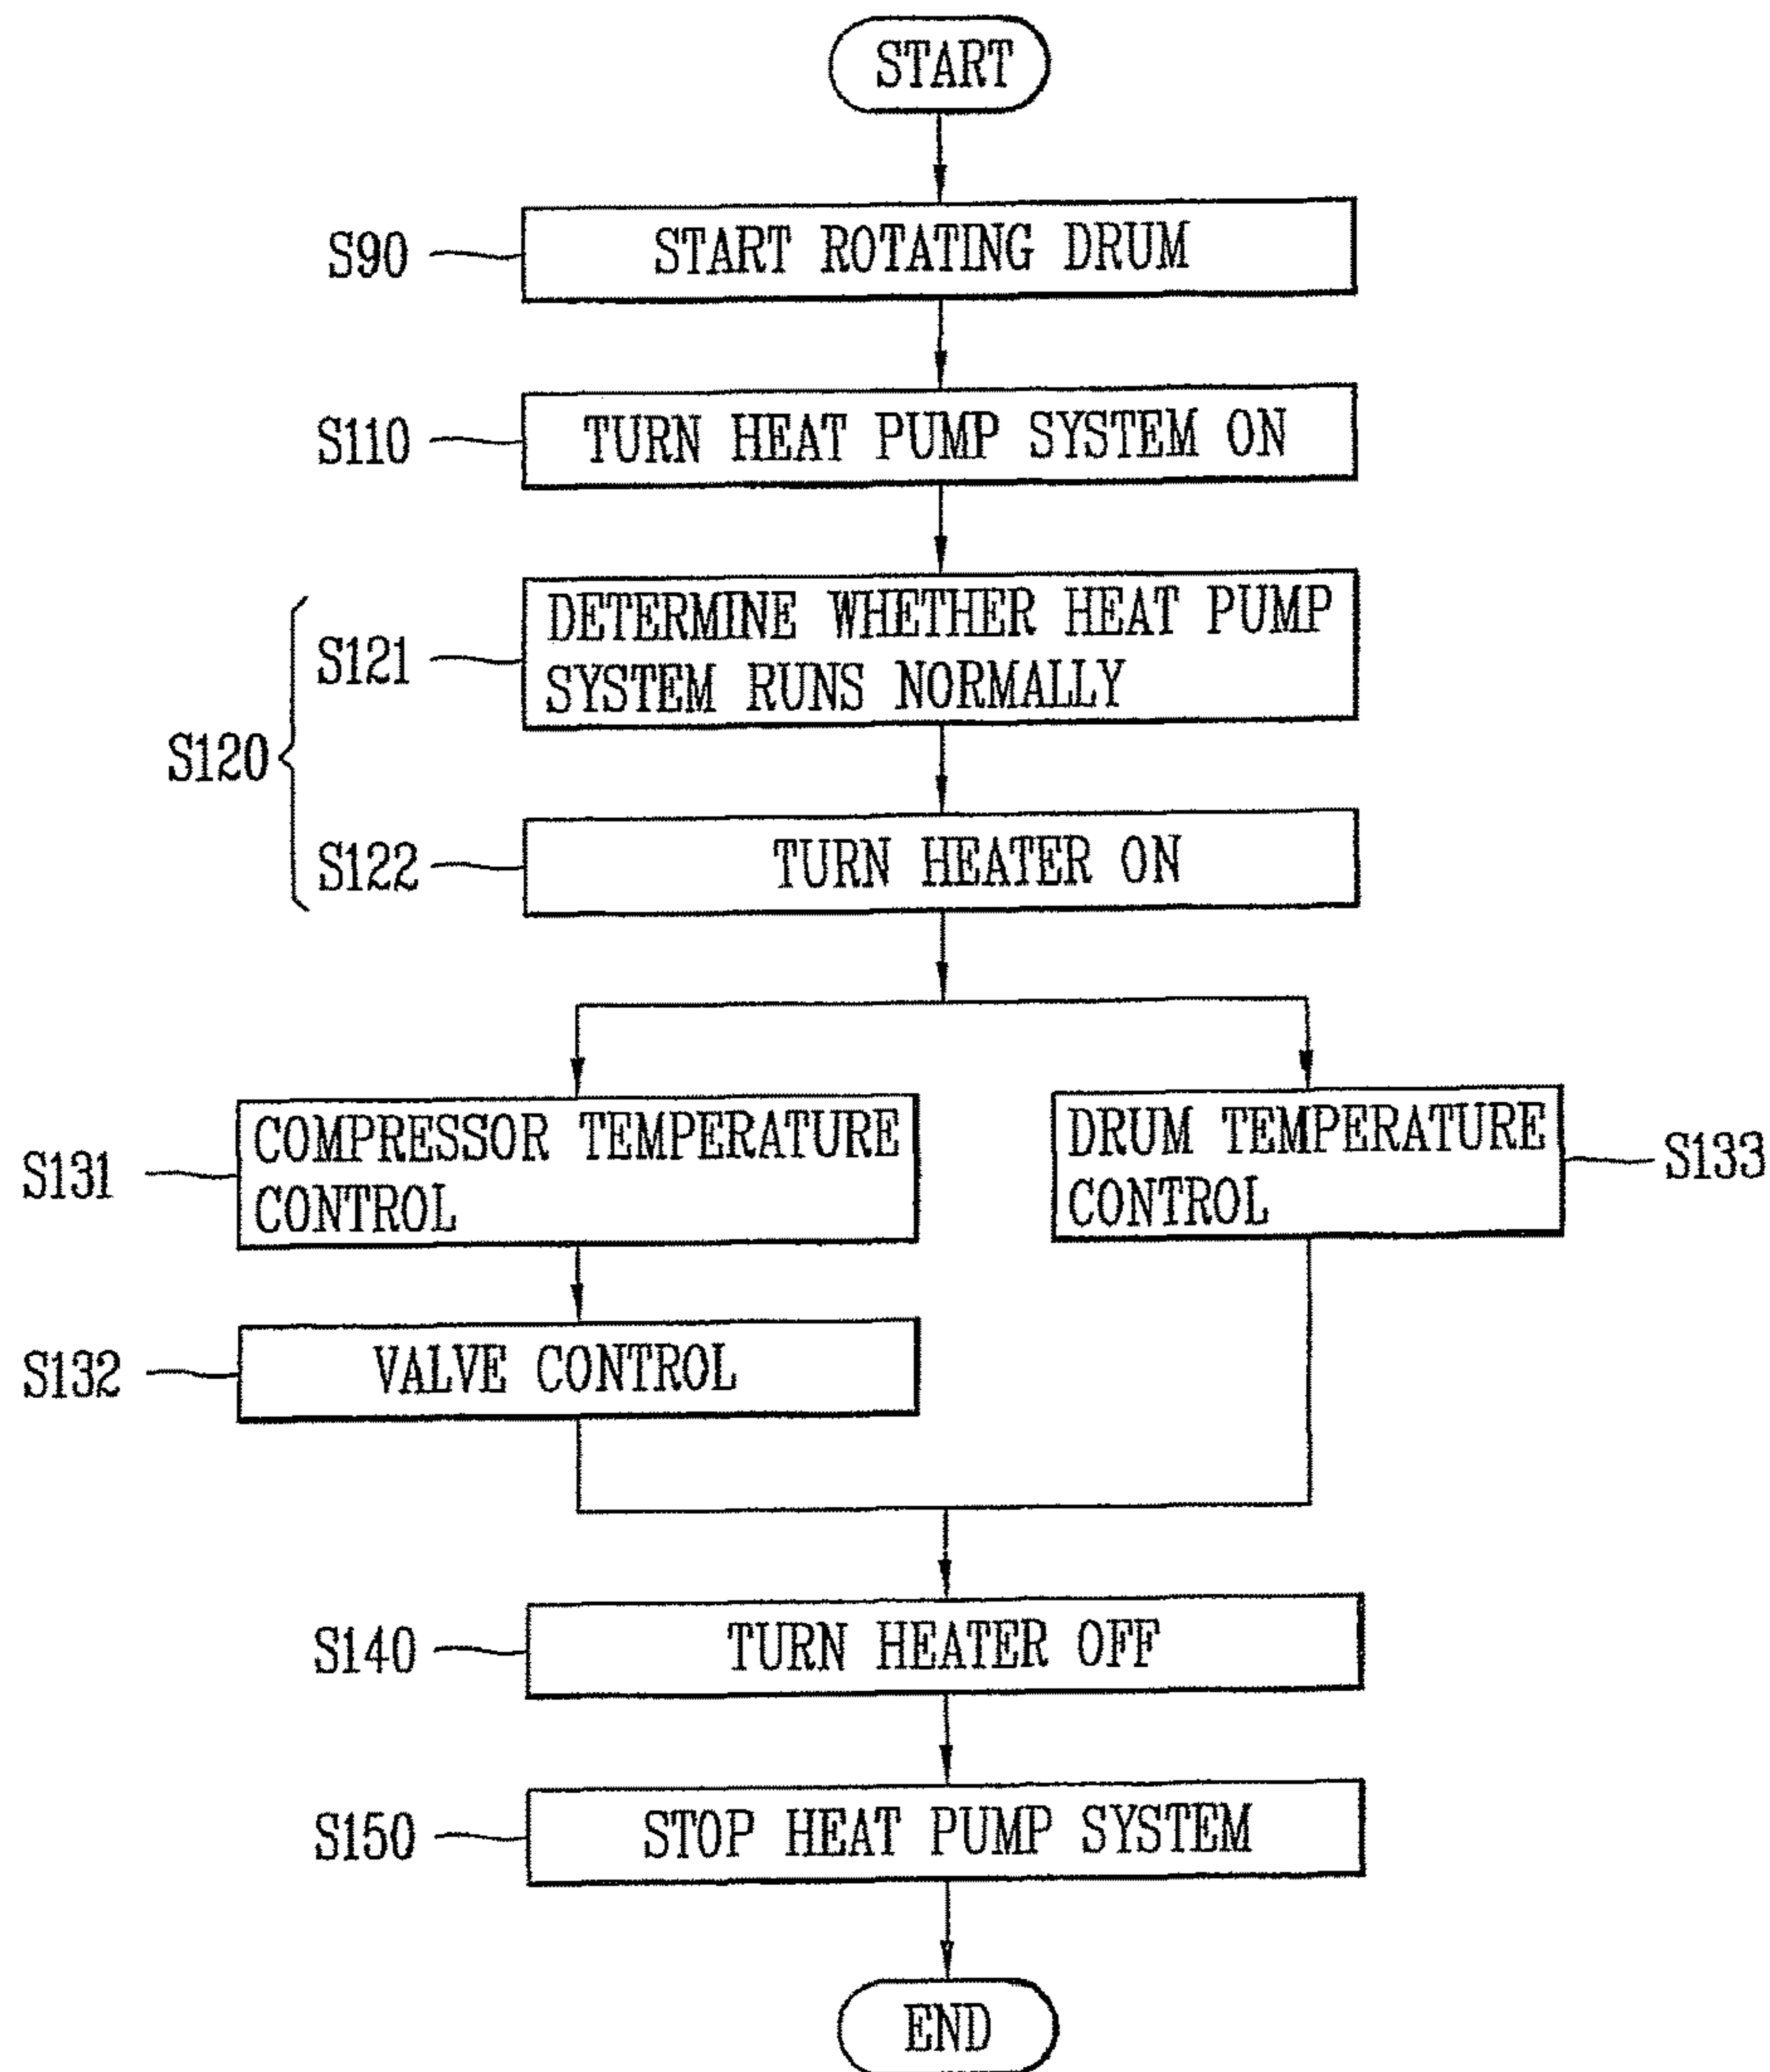 START
S90
START ROTATING DRUM
S110
TURN HEAT PUMP SYSTEM ON
S120
S121
DETERMINE WHETHER HEAT PUMP
SYSTEM RUNS NORMALLY
S122
TURN HEATER ON
S131
COMPRESSOR TEMPERATURE
CONTROL
DRUM TEMPERATURE
CONTROL
S133
S132
VALVE CONTROL
S140
TURN HEATER OFF
S150
STOP HEAT PUMP SYSTEM
END